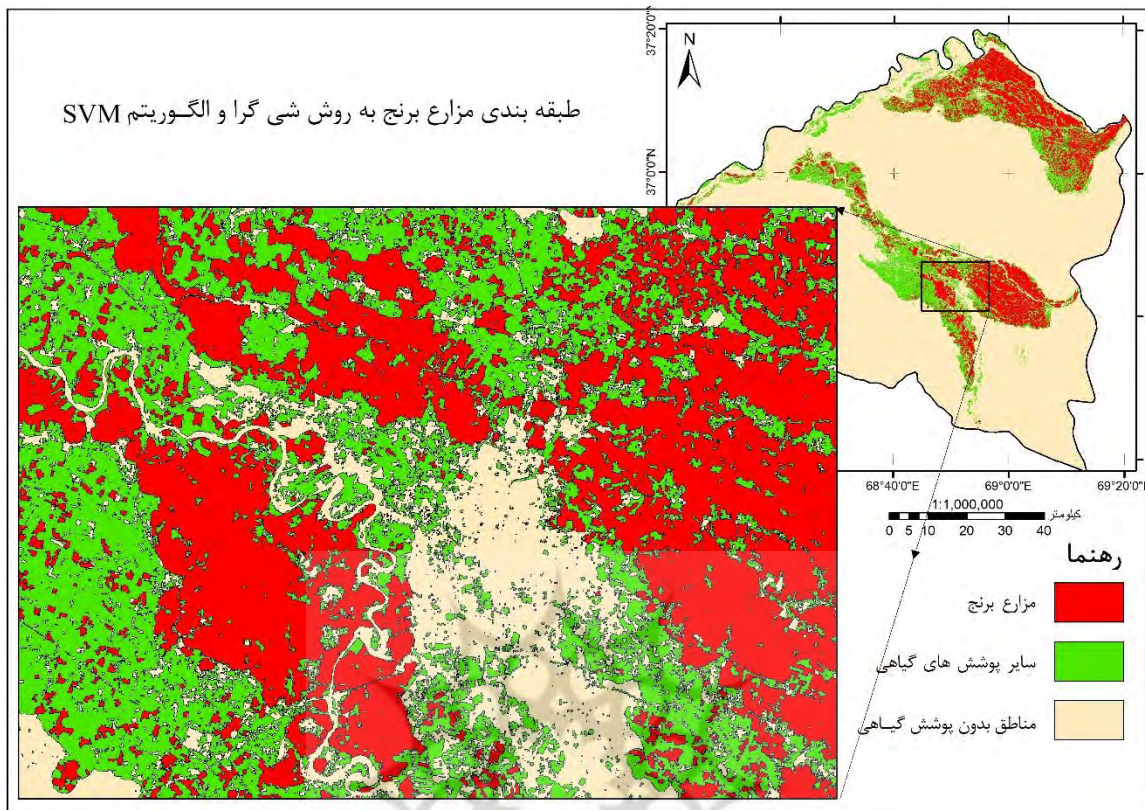 طبقه بندی مزارع برنج به روش شی گرا و الگـوریتم SVM
N
37°20'0"N
37°0'0"N
68°40'0"E 69°0'0"E 69°20'0"E
1:1,000,000
کیلومتر
0 5 10 20 30 40
رهنما
مزارع برنج
سایر پوشش های گیاهی
مناطق بدون پوشش گیـاهی